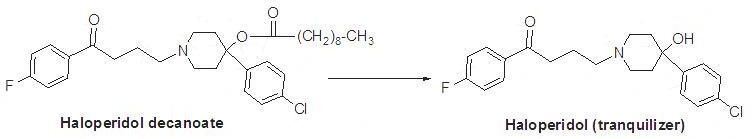 O
O
O
(CH2)8-CH3
N
F
Cl
Haloperidol decanoate
O
OH
N
F
Cl
Haloperidol (tranquilizer)